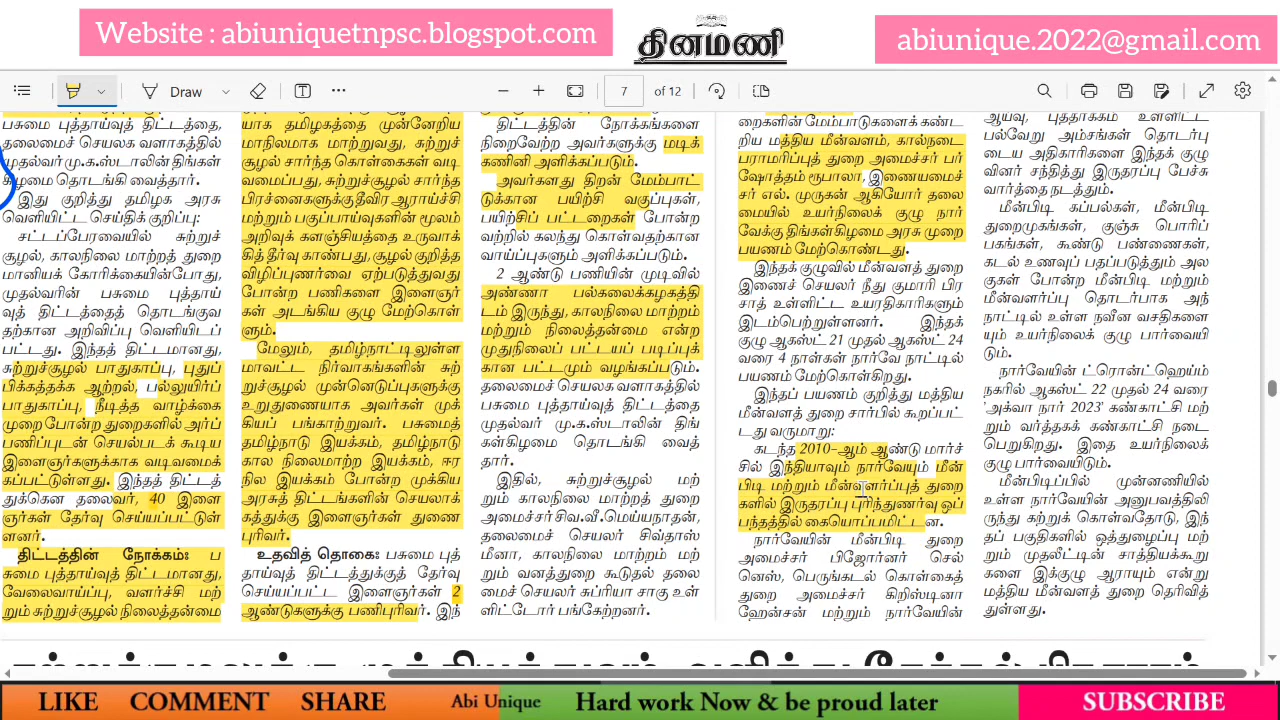 Website : abiuniquetnpsc.blogspot.com
தினமணி
abiunique.2022@gmail.com
Draw
7
of 12
பசுமை புத்தாய்வுத் திட்டத்தை,
தலைமைச் செயலக வளாகத்தில்
முதல்வர் மு.க.ஸ்டாலின் திங்கள்
கிழமை தொடங்கி வைத்தார்.
இது குறித்து தமிழக அரசு
வெளியிட்ட செய்திக் குறிப்பு:
சட்டப்பேரவையில் சுற்றுச்
சூழல், காலநிலை மாற்றத் துறை
மானியக் கோரிக்கையின்போது,
முதல்வரின் பசுமை புத்தாய்
வுத் திட்டத்தைத் தொடங்குவ
தற்கான அறிவிப்பு வெளியிடப்
பட்டது. இந்தத் திட்டமானது,
சுற்றுச்சூழல் பாதுகாப்பு, புதுப்
பிக்கத்தக்க ஆற்றல், பல்லுயிர்ப்
பாதுகாப்பு, நீடித்த வாழ்க்கை
முறை போன்ற துறைகளில் அர்ப்
பணிப்புடன் செயல்படக் கூடிய
இளைஞர்களுக்காக வடிவமைக்
கப்பட்டுள்ளது. இந்தத் திட்டத்
துக்கென தலைவர், 40 இளை
ஞர்கள் தேர்வு செய்யப்பட்டுள்
ளனர்.
திட்டத்தின் நோக்கம்: ப
சுமை புத்தாய்வுத் திட்டமானது,
வேலைவாய்ப்பு, வளர்ச்சி மற்
றும் சுற்றுச்சூழல் நிலைத்தன்மை
யாக தமிழகத்தை முன்னேறிய
மாநிலமாக மாற்றுவது, சுற்றுச்
சூழல் சார்ந்த கொள்கைகள் வடி
வமைப்பது, சுற்றுச்சூழல் சார்ந்த
பிரச்னைகளுக்கு தீவிர ஆராய்ச்சி
மற்றும் பகுப்பாய்வுகளின் மூலம்
அறிவுக் களஞ்சியத்தை உருவாக்
கித்தீர்வு காண்பது, சூழல் குறித்த
விழிப்புணர்வை ஏற்படுத்துவது
போன்ற பணிகளை இளைஞர்
கள் அடங்கிய குழு மேற்கொள்
ளும்.
மேலும், தமிழ்நாட்டிலுள்ள
மாவட்ட நிர்வாகங்களின் சுற்
றுச்சூழல் முன்னெடுப்புகளுக்கு
உறுதுணையாக அவர்கள் முக்
கியப் பங்காற்றுவர். பசுமைத்
தமிழ்நாடு இயக்கம், தமிழ்நாடு
கால நிலைமாற்ற இயக்கம், ஈர
நில இயக்கம் போன்ற முக்கிய
அரசுத் திட்டங்களின் செயலாக்
கத்துக்கு இளைஞர்கள் துணை
புரிவர்.
உதவித் தொகை: பசுமை புத்
தாய்வுத் திட்டத்துக்குத் தேர்வு
செய்யப்பட்ட இளைஞர்கள் 2
ஆண்டுகளுக்கு பணிபுரிவர். இந்
திட்டத்தின் நோக்கங்களை
நிறைவேற்ற அவர்களுக்கு மடிக்
கணினி அளிக்கப்படும்.
அவர்களது திறன் மேம்பாட்
டுக்கான பயிற்சி வகுப்புகள்,
பயிற்சிப் பட்டறைகள் போன்ற
வற்றில் கலந்து கொள்வதற்கான
வாய்ப்புகளும் அளிக்கப்படும்.
2 ஆண்டு பணியின் முடிவில்
அண்ணா பல்கலைக்கழகத்தி
டம் இருந்து, காலநிலை மாற்றம்
மற்றும் நிலைத்தன்மை என்ற
முதுநிலைப் பட்டயப் படிப்புக்
கான பட்டமும் வழங்கப்படும்.
தலைமைச் செயலக வளாகத்தில்
பசுமை புத்தாய்வுத் திட்டத்தை
முதல்வர் மு.க.ஸ்டாலின் திங்
கள்கிழமை தொடங்கி வைத்
தார்.
இதில், சுற்றுச்சூழல் மற்
றும் காலநிலை மாற்றத் துறை
அமைச்சர் சிவ.வீ.மெய்யநாதன்,
தலைமைச் செயலர் சிவ்தாஸ்
மீனா, காலநிலை மாற்றம் மற்
றும் வனத்துறை கூடுதல் தலை
மைச் செயலர் சுப்ரியா சாகு உள்
ளிட்டோர் பங்கேற்றனர்.
றைகளின் மேம்பாடுகளைக் கண்ட
றிய மத்திய மீன்வளம், கால்நடை
பராமரிப்புத் துறை அமைச்சர் பர்
ஷோத்தம் ரூபாலா, இணையமைச்
சர் எல். முருகன் ஆகியோர் தலை
மையில் உயர்நிலைக் குழு நார்
வேக்கு திங்கள்கிழமை அரசு முறை
பயணம் மேற்கொண்டது.
இந்தக் குழுவில் மீன்வளத் துறை
இணைச் செயலர் நீது குமாரி பிர
சாத் உள்ளிட்ட உயரதிகாரிகளும்
இடம்பெற்றுள்ளனர். இந்தக்
குழு ஆகஸ்ட் 21 முதல் ஆகஸ்ட் 24
வரை 4 நாள்கள் நார்வே நாட்டில்
பயணம் மேற்கொள்கிறது.
இந்தப் பயணம் குறித்து மத்திய
மீன்வளத் துறை சார்பில் கூறப்பட்
டது வருமாறு:
கடந்த 2010-ஆம் ஆண்டு மார்ச்
சில் இந்தியாவும் நார்வேயும் மீன்
பிடி மற்றும் மீன்வளர்ப்புத் துறை
களில் இருதரப்பு புரிந்துணர்வு ஒப்
பந்தத்தில் கையொப்பமிட்டன.
நார்வேயின் மீன்பிடி துறை
அமைச்சர் பிஜோர்னர் செல்
னெஸ், பெருங்கடல் கொள்கைத்
துறை அமைச்சர் கிறிஸ்டினா
ஹேன்சன் மற்றும் நார்வேயின்
ஆய்வு, புத்தாக்கம் உள்ளிட்ட
பல்வேறு அம்சங்கள் தொடர்பு
டைய அதிகாரிகளை இந்தக் குழு
வினர் சந்தித்து இருதரப்பு பேச்சு
வார்த்தை நடத்தும்.
மீன்பிடிப் கப்பல்கள், மீன்பிடி
துறைமுகங்கள், குஞ்சு பொரிப்
பகங்கள், கூண்டு பண்ணைகள்,
கடல் உணவுப் பதப்படுத்தும் அல
குகள் போன்ற மீன்பிடி மற்றும்
மீன்வளர்ப்பு தொடர்பாக அந்
நாட்டில் உள்ள நவீன வசதிகளை
யும் உயர்நிலைக் குழு பார்வையி
டும்.
நார்வேயின் ட்ரொன்ட்ஹெய்ம்
நகரில் ஆகஸ்ட் 22 முதல் 24 வரை
'அக்வா நார் 2023' கண்காட்சி மற்
றும் வர்த்தகக் கண்காட்சி நடை
பெறுகிறது. இதை உயர்நிலைக்
குழு பார்வையிடும்.
மீன்பிடிப்பில் முன்னணியில்
உள்ள நார்வேயின் அனுபவத்திலி
ருந்து கற்றுக் கொள்வதோடு, இந்
தப் பகுதிகளில் ஒத்துழைப்பு மற்
றும் முதலீட்டின் சாத்தியக்கூறு
களை இக்குழு ஆராயும் என்று
மத்திய மீன்வளத் துறை தெரிவித்
துள்ளது.
LIKE COMMENT SHARE
Abi Unique
Hard work Now & be proud later
SUBSCRIBE